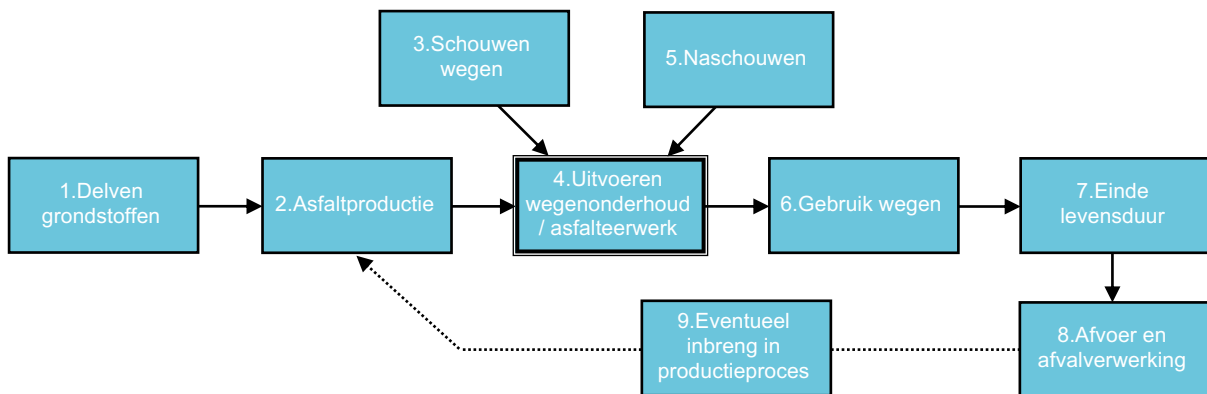 3.Schouwen
wegen
5.Naschouwen
1.Delven
grondstoffen
2.Asfaltproductie
4.Uitvoeren
wegenonderhoud
/ asfalteerwerk
6.Gebruik wegen
7.Einde
levensduur
9.Eventueel
inbreng in
productieproces
8.Afvoer en
afvalverwerking